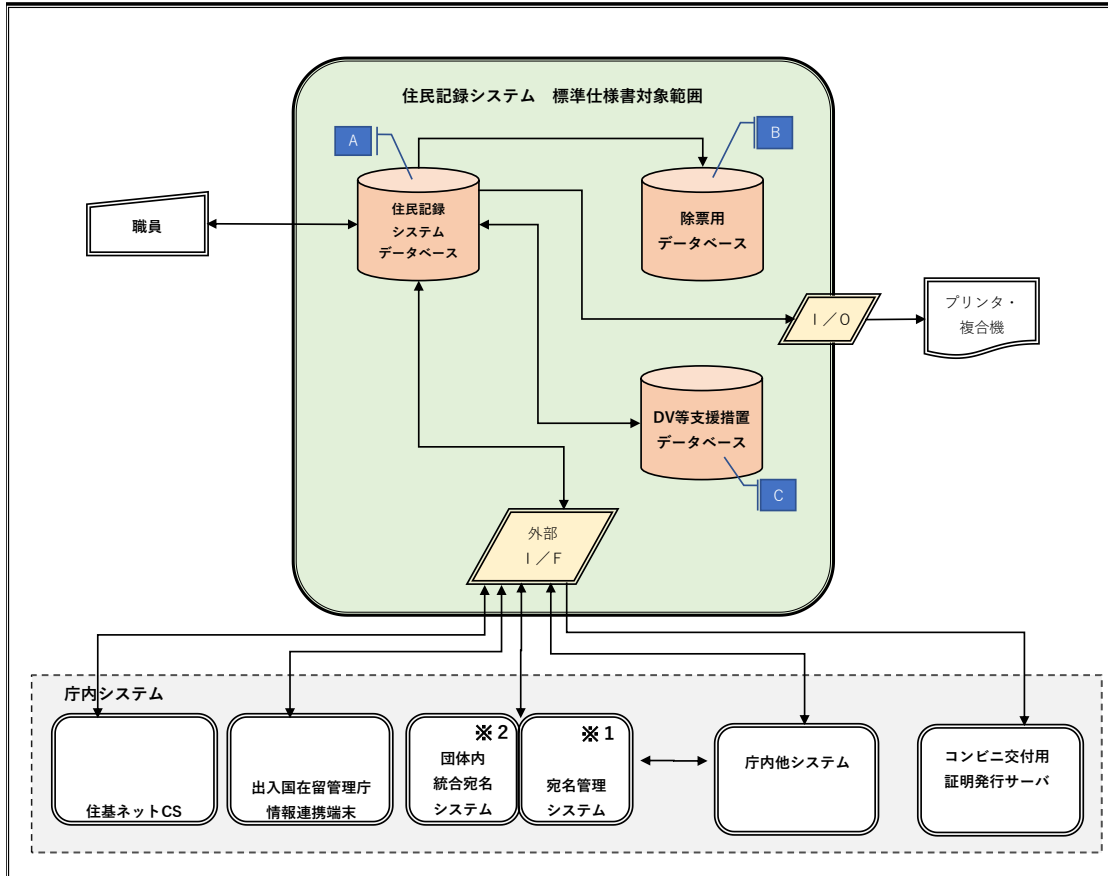 住民記録システム　標準仕様書対象範囲
A
B
住民記録
システム
データベース
除票用
データベース
職員
Ｉ／Ｏ
プリンタ・
複合機
DV等支援措置
データベース
C
外部
Ｉ／Ｆ
庁内システム
住基ネットCS
出入国在留管理庁
情報連携端末
※2
団体内
統合宛名
システム
※1
宛名管理
システム
庁内他システム
コンビニ交付用
証明発行サーバ